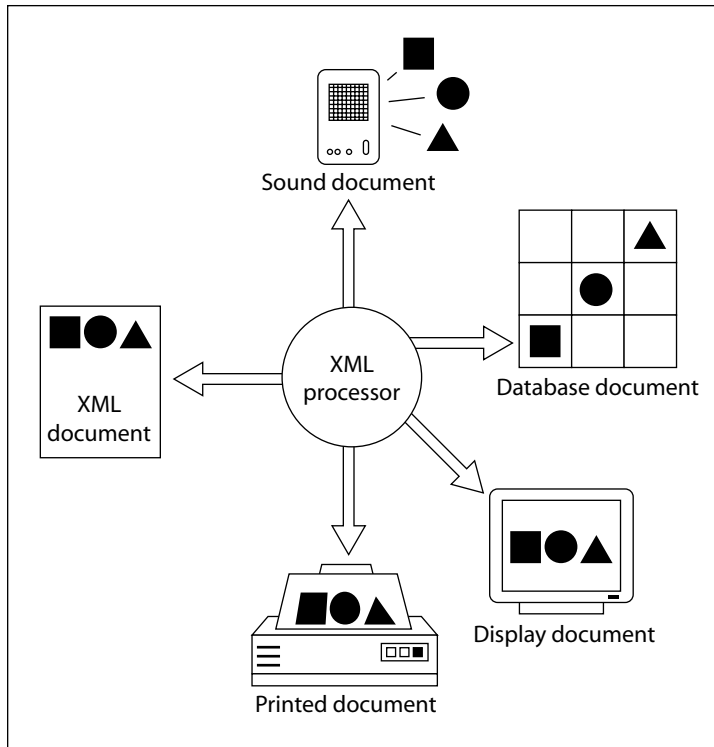 Sound document
XML
document
XML
processor
Database document
Display document
Printed document